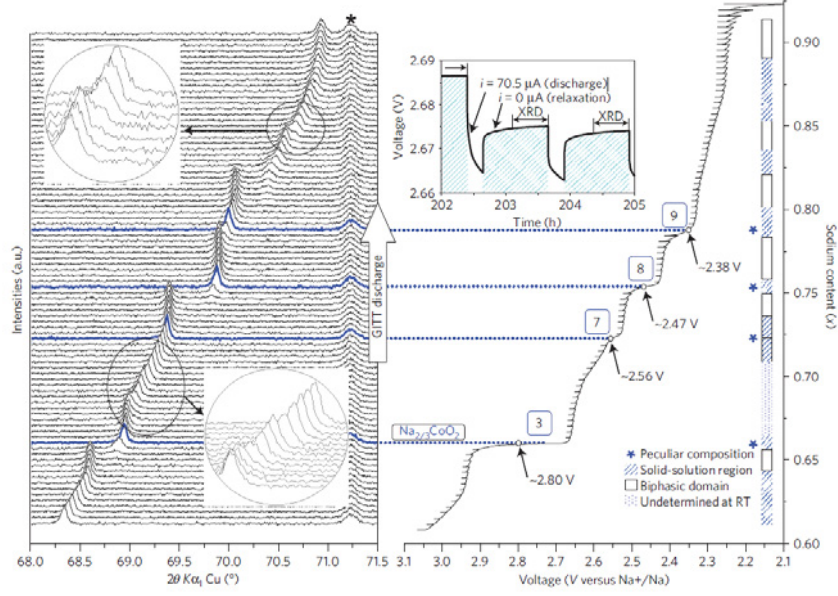 *
Intensities (a.u.)
68.0 68.5 69.0 69.5 70.0 70.5 71.0 71.5
2θ Kα₁ Cu (°)
GITT discharge
Na2/3CoO2
2.69
2.68
2.67
2.66
Voltage (V)
i = 70.5 μA (discharge)
i = 0 μA (relaxation)
XRD
XRD
202 203 204 205
Time (h)
9
~2.38 V
8
~2.47 V
7
~2.56 V
3
~2.80 V
★ Peculiar composition
Solid-solution region
Biphasic domain
Undetermined at RT
3.1 3.0 2.9 2.8 2.7 2.6 2.5 2.4 2.3 2.2 2.1
Voltage (V versus Na+/Na)
0.90
0.85
0.80
0.75
0.70
0.65
0.60
Sodium content (x)